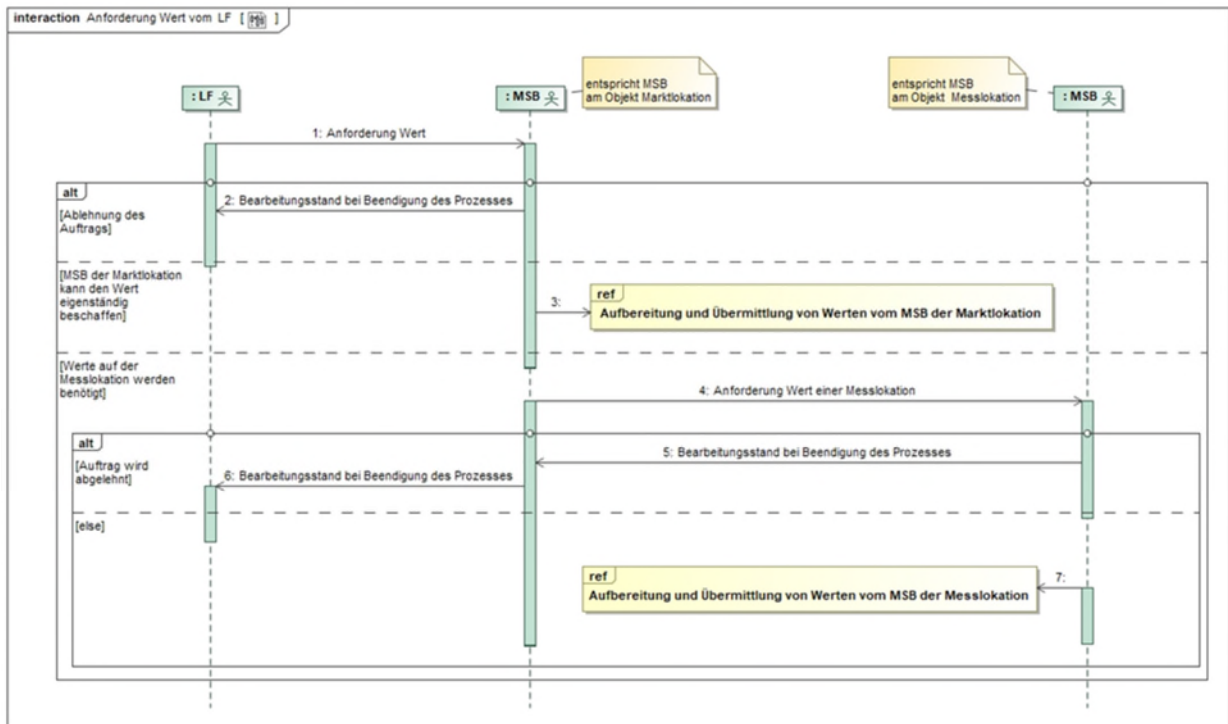 interaction Anforderung Wert vom LF [ ]
entspricht MSB
am Objekt Marktlokation
entspricht MSB
am Objekt Messlokation
: LF
: MSB
: MSB
1: Anforderung Wert
alt
2: Bearbeitungsstand bei Beendigung des Prozesses
[Ablehnung des
Auftrags]
[MSB der Marktlokation
kann den Wert
eigenständig
beschaffen]
3:
ref
Aufbereitung und Übermittlung von Werten vom MSB der Marktlokation
[Werte auf der
Messlokation werden
benötigt]
4: Anforderung Wert einer Messlokation
alt
5: Bearbeitungsstand bei Beendigung des Prozesses
[Auftrag wird
abgelehnt]
6: Bearbeitungsstand bei Beendigung des Prozesses
[else]
7:
ref
Aufbereitung und Übermittlung von Werten vom MSB der Messlokation